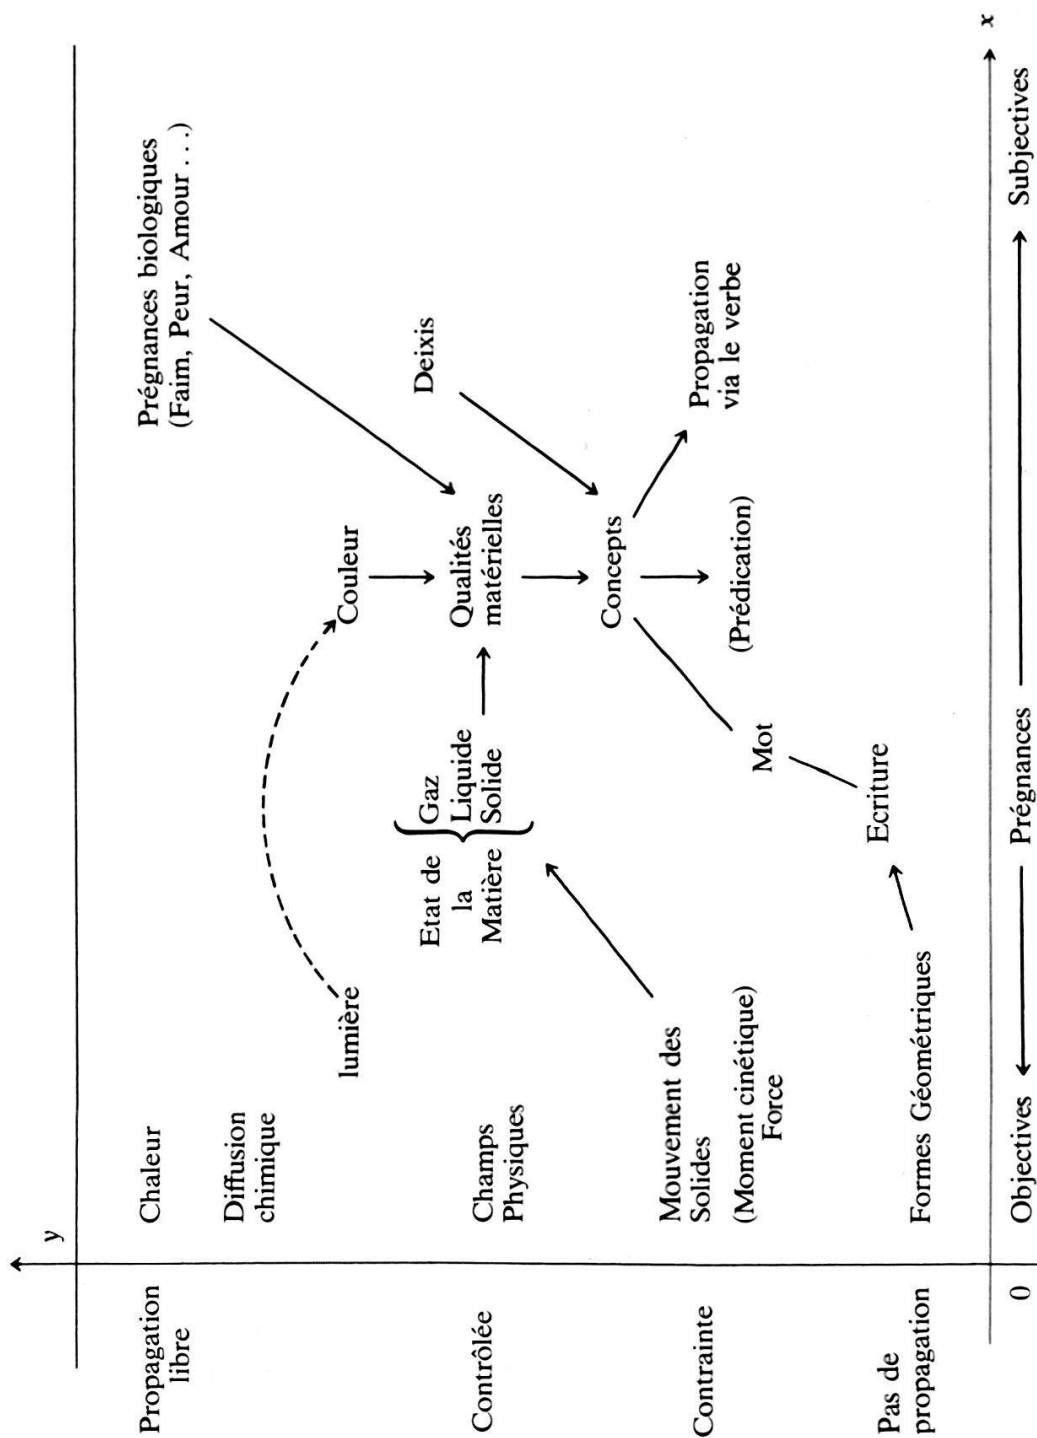 y
x
Propagation
libre
Chaleur
Prégnances biologiques
(Faim, Peur, Amour . . .)
Diffusion
chimique
lumière
Couleur
Deixis
Contrôlée
Champs
Physiques
Etat de
la
Matière
Gaz
Liquide
Solide
Qualités
matérielles
Concepts
Contrainte
Mouvement des
Solides
(Moment cinétique)
Force
Mot
(Prédication)
Propagation
via le verbe
Pas de
propagation
Formes Géométriques
Ecriture
0
Objectives
Prégnances
Subjectives